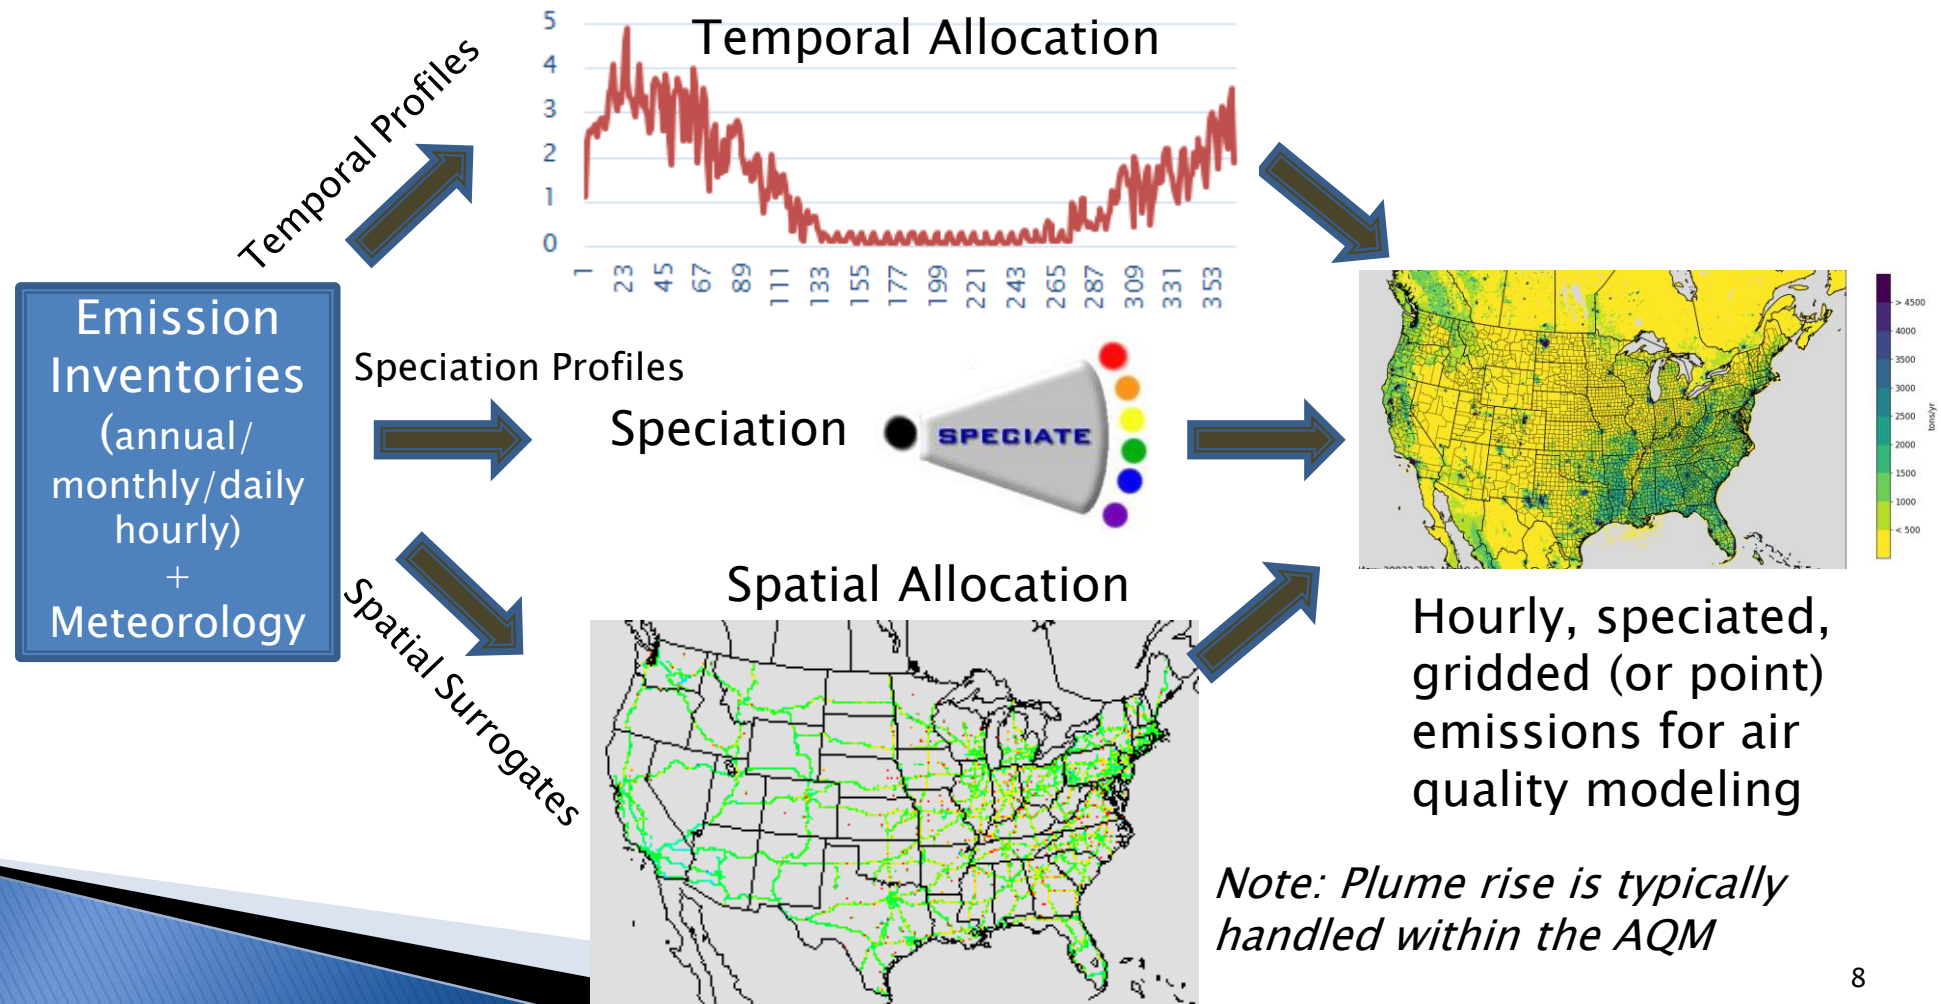 Temporal Allocation
5
4
3
2
1
0
1
23
45
67
89
111
133
155
177
199
221
243
265
287
309
331
353
Temporal Profiles
Emission
Inventories
(annual/
monthly/daily
hourly)
+
Meteorology
Speciation Profiles
Speciation
SPECIATE
Spatial Surrogates
Spatial Allocation
> 4500
4000
3500
3000
2500
2000
1500
1000
< 500
tons/yr
Hourly, speciated,
gridded (or point)
emissions for air
quality modeling
Note: Plume rise is typically
handled within the AQM
8